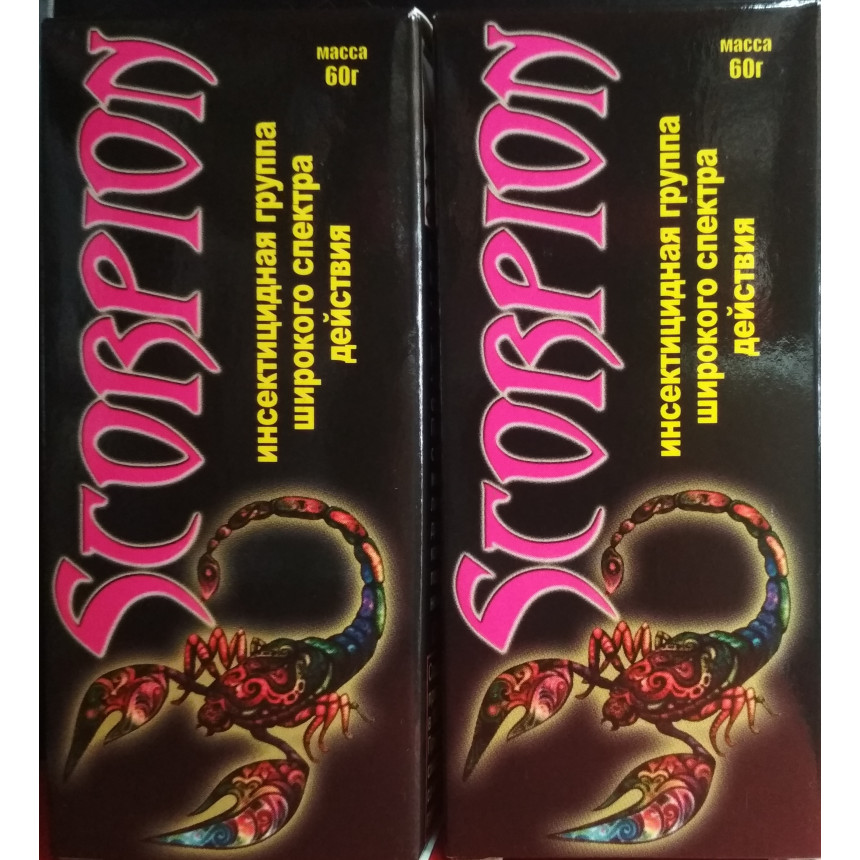 масса
60г
SCORPION
инсектицидная группа
широкого спектра
действия
масса
60г
SCORPION
инсектицидная группа
широкого спектра
действия